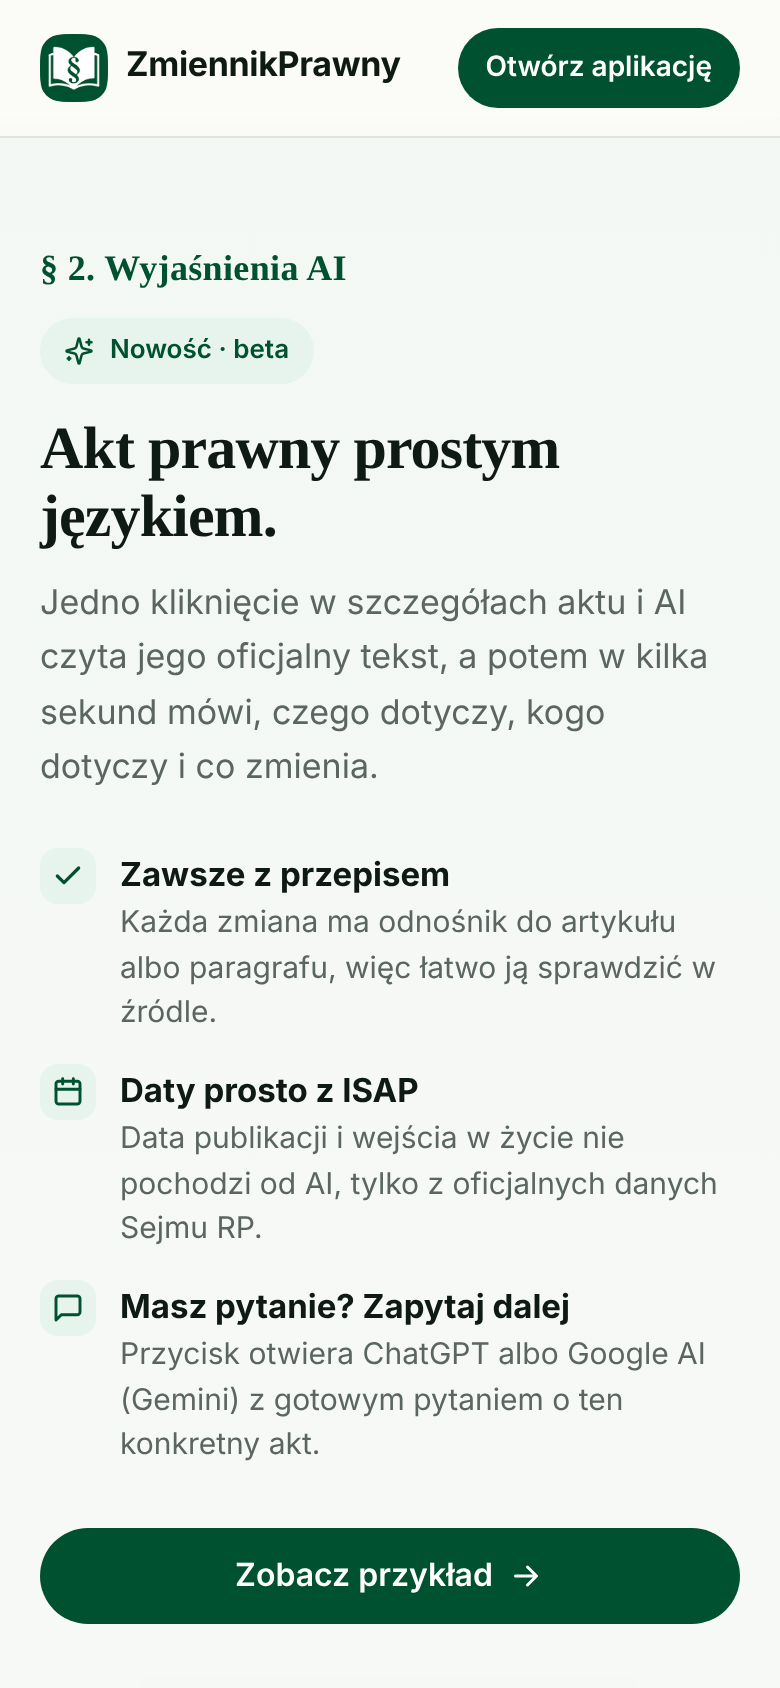 §
ZmiennikPrawny
Otwórz aplikację
§ 2. Wyjaśnienia AI
Nowość · beta
Akt prawny prostym
językiem.
Jedno kliknięcie w szczegółach aktu i AI
czyta jego oficjalny tekst, a potem w kilka
sekund mówi, czego dotyczy, kogo
dotyczy i co zmienia.
Zawsze z przepisem
Każda zmiana ma odnośnik do artykułu
albo paragrafu, więc łatwo ją sprawdzić w
źródle.
Daty prosto z ISAP
Data publikacji i wejścia w życie nie
pochodzi od AI, tylko z oficjalnych danych
Sejmu RP.
Masz pytanie? Zapytaj dalej
Przycisk otwiera ChatGPT albo Google AI
(Gemini) z gotowym pytaniem o ten
konkretny akt.
Zobacz przykład →